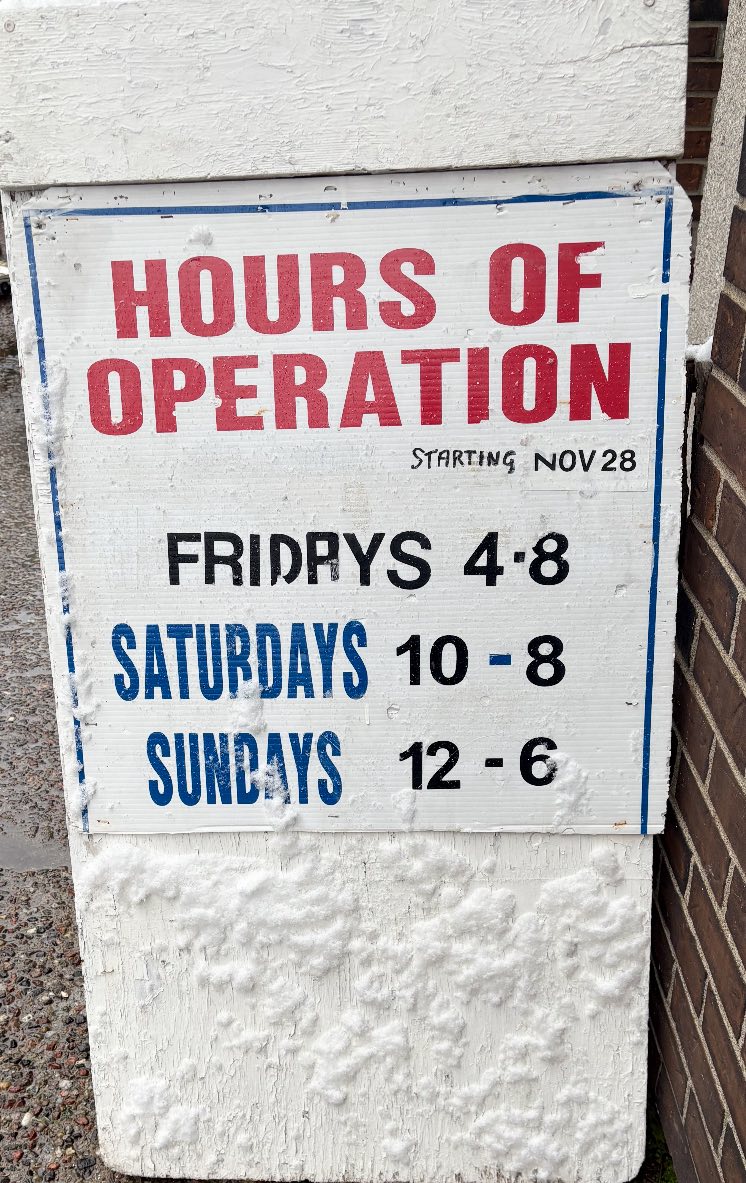 HOURS OF
OPERATION
STARTING NOV 28
FRIDAYS 4-8
SATURDAYS 10 - 8
SUNDAYS 12 - 6